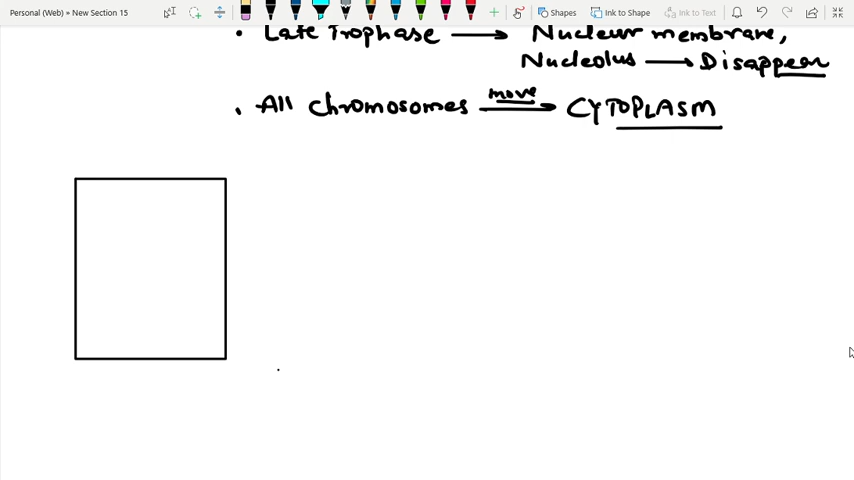 Personal (Web) » New Section 15
Shapes
Ink to Shape
Ink to Text
• Late Prophase → Nuclear membrane,
Nucleolus → Disappear
• All chromosomes move → CYTOPLASM